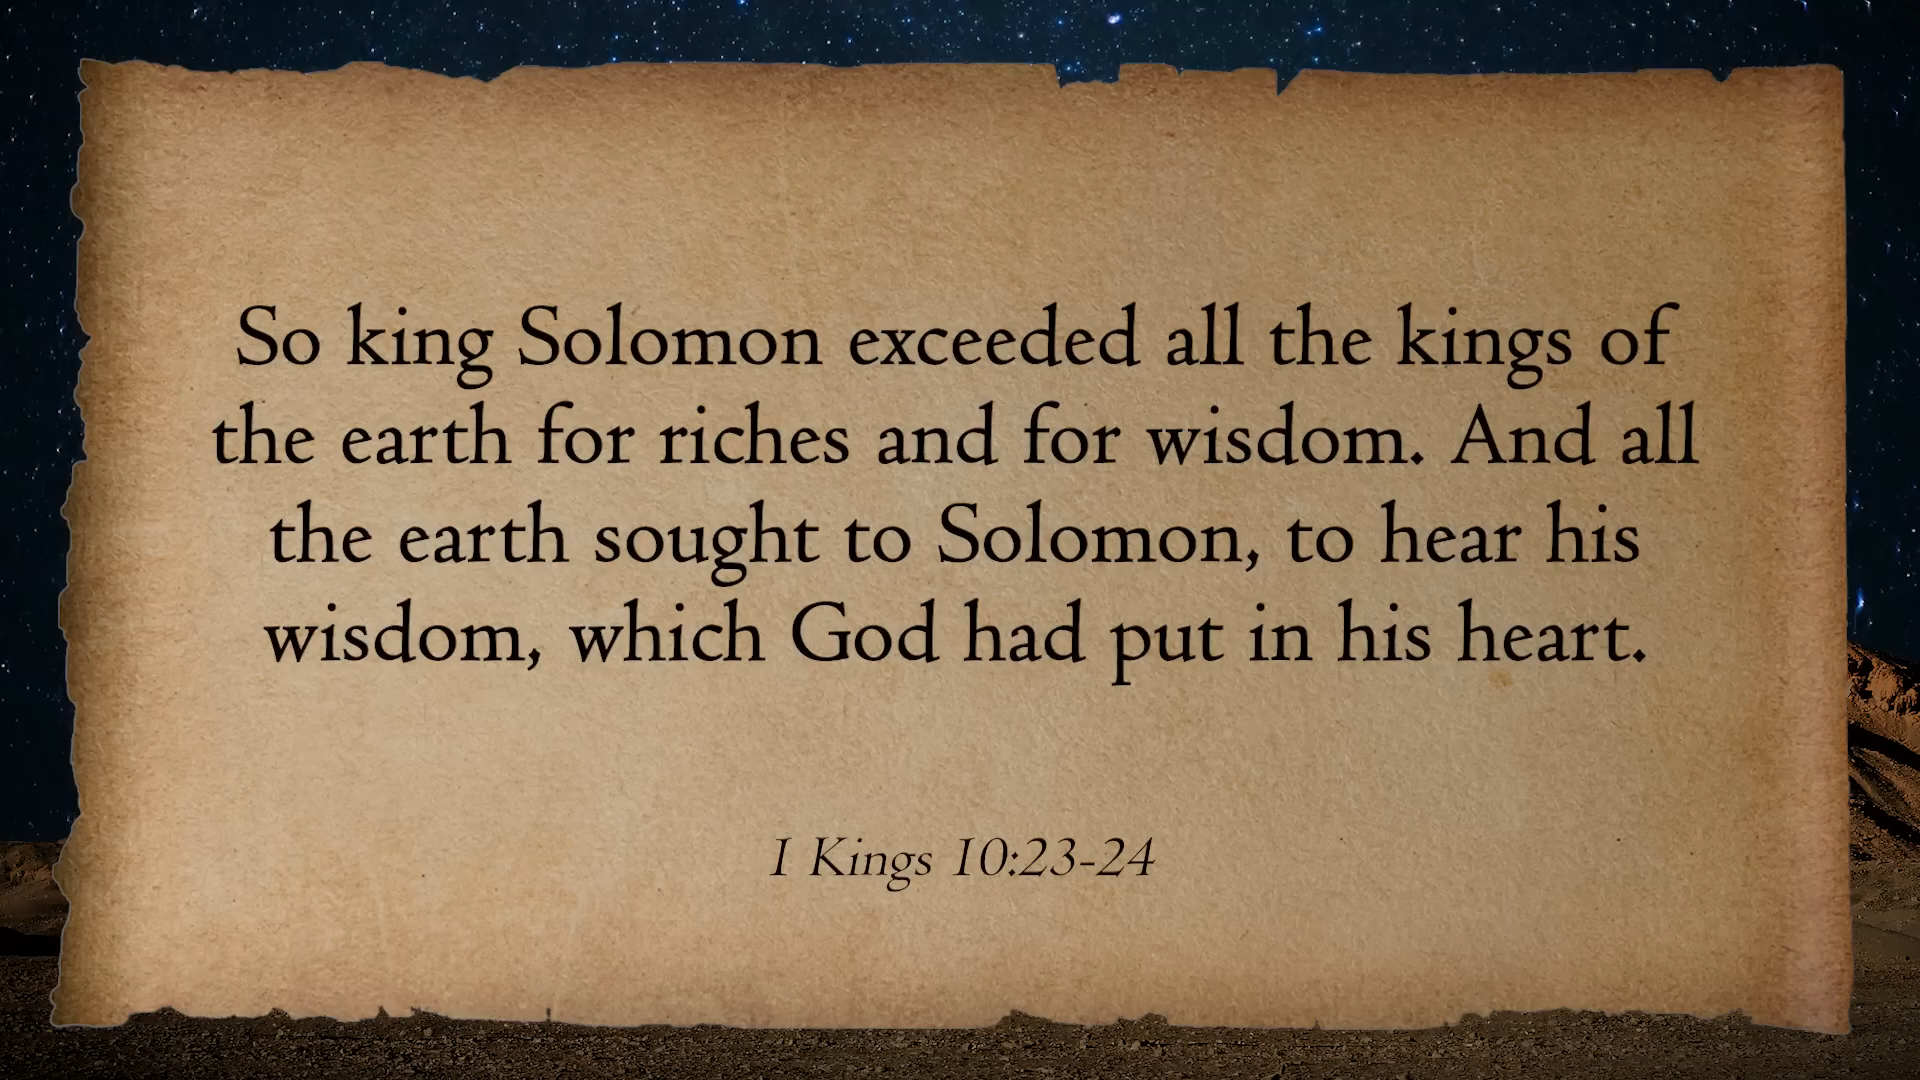 So king Solomon exceeded all the kings of
the earth for riches and for wisdom. And all
the earth sought to Solomon, to hear his
wisdom, which God had put in his heart.
I Kings 10:23-24